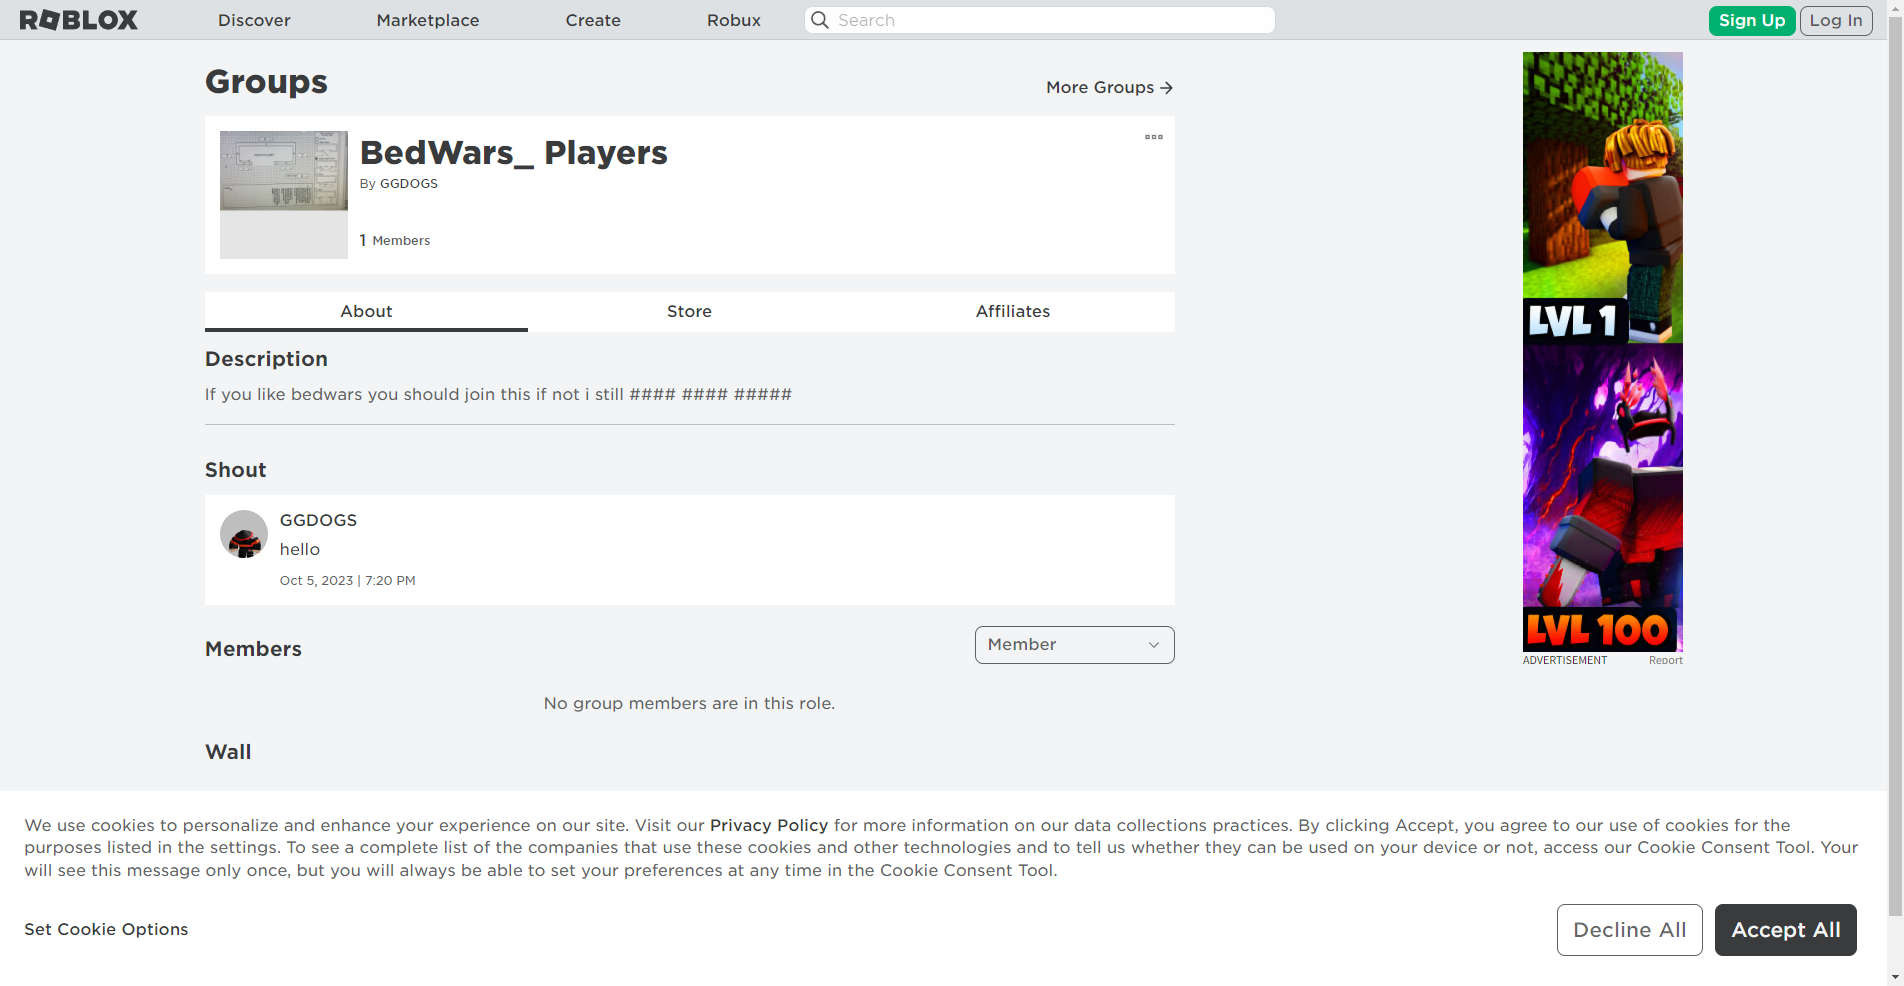 ROBLOX
Discover
Marketplace
Create
Robux
Search
Sign Up
Log In
Groups
More Groups
BedWars_ Players
By GGDOGS
1 Members
About
Store
Affiliates
Description
If you like bedwars you should join this if not i still #### #### #####
Shout
GGDOGS
hello
Oct 5, 2023 | 7:20 PM
Members
Member
No group members are in this role.
Wall
LVL 1
LVL 100
ADVERTISEMENT
Report
We use cookies to personalize and enhance your experience on our site. Visit our Privacy Policy for more information on our data collections practices. By clicking Accept, you agree to our use of cookies for the
purposes listed in the settings. To see a complete list of the companies that use these cookies and other technologies and to tell us whether they can be used on your device or not, access our Cookie Consent Tool. Your
will see this message only once, but you will always be able to set your preferences at any time in the Cookie Consent Tool.
Set Cookie Options
Decline All
Accept All